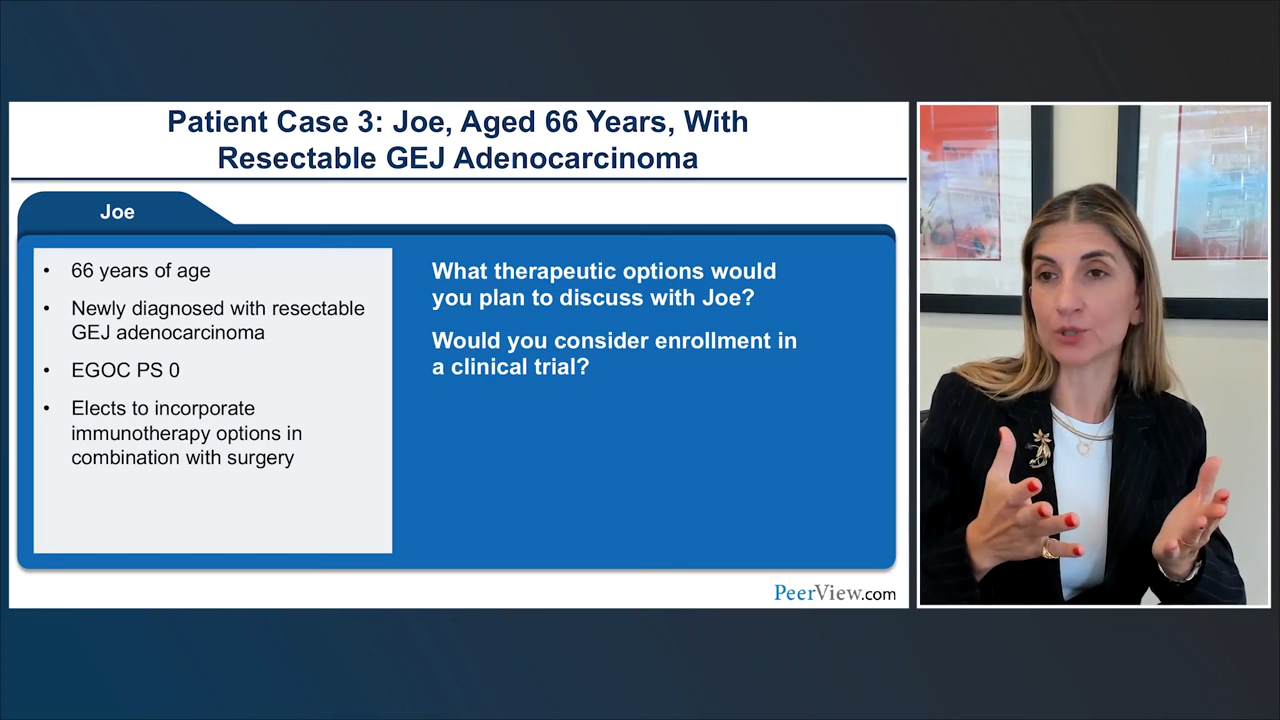 Patient Case 3: Joe, Aged 66 Years, With
Resectable GEJ Adenocarcinoma
Joe
• 66 years of age
• Newly diagnosed with resectable
GEJ adenocarcinoma
• EGOC PS 0
• Elects to incorporate
immunotherapy options in
combination with surgery
What therapeutic options would
you plan to discuss with Joe?
Would you consider enrollment in
a clinical trial?
PeerView.com